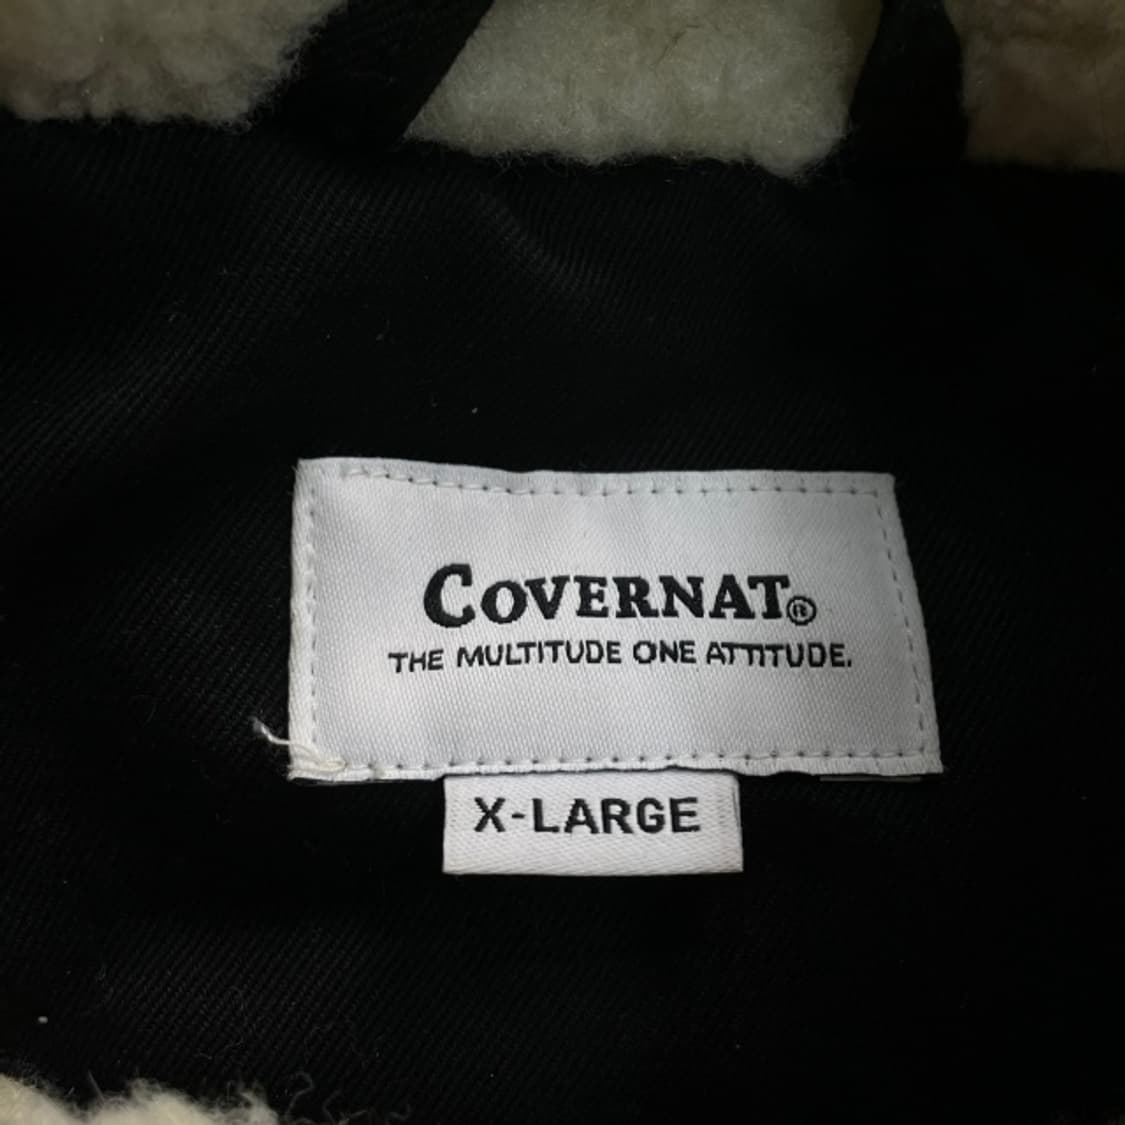 COVERNAT®
THE MULTITUDE ONE ATTITUDE.
X-LARGE